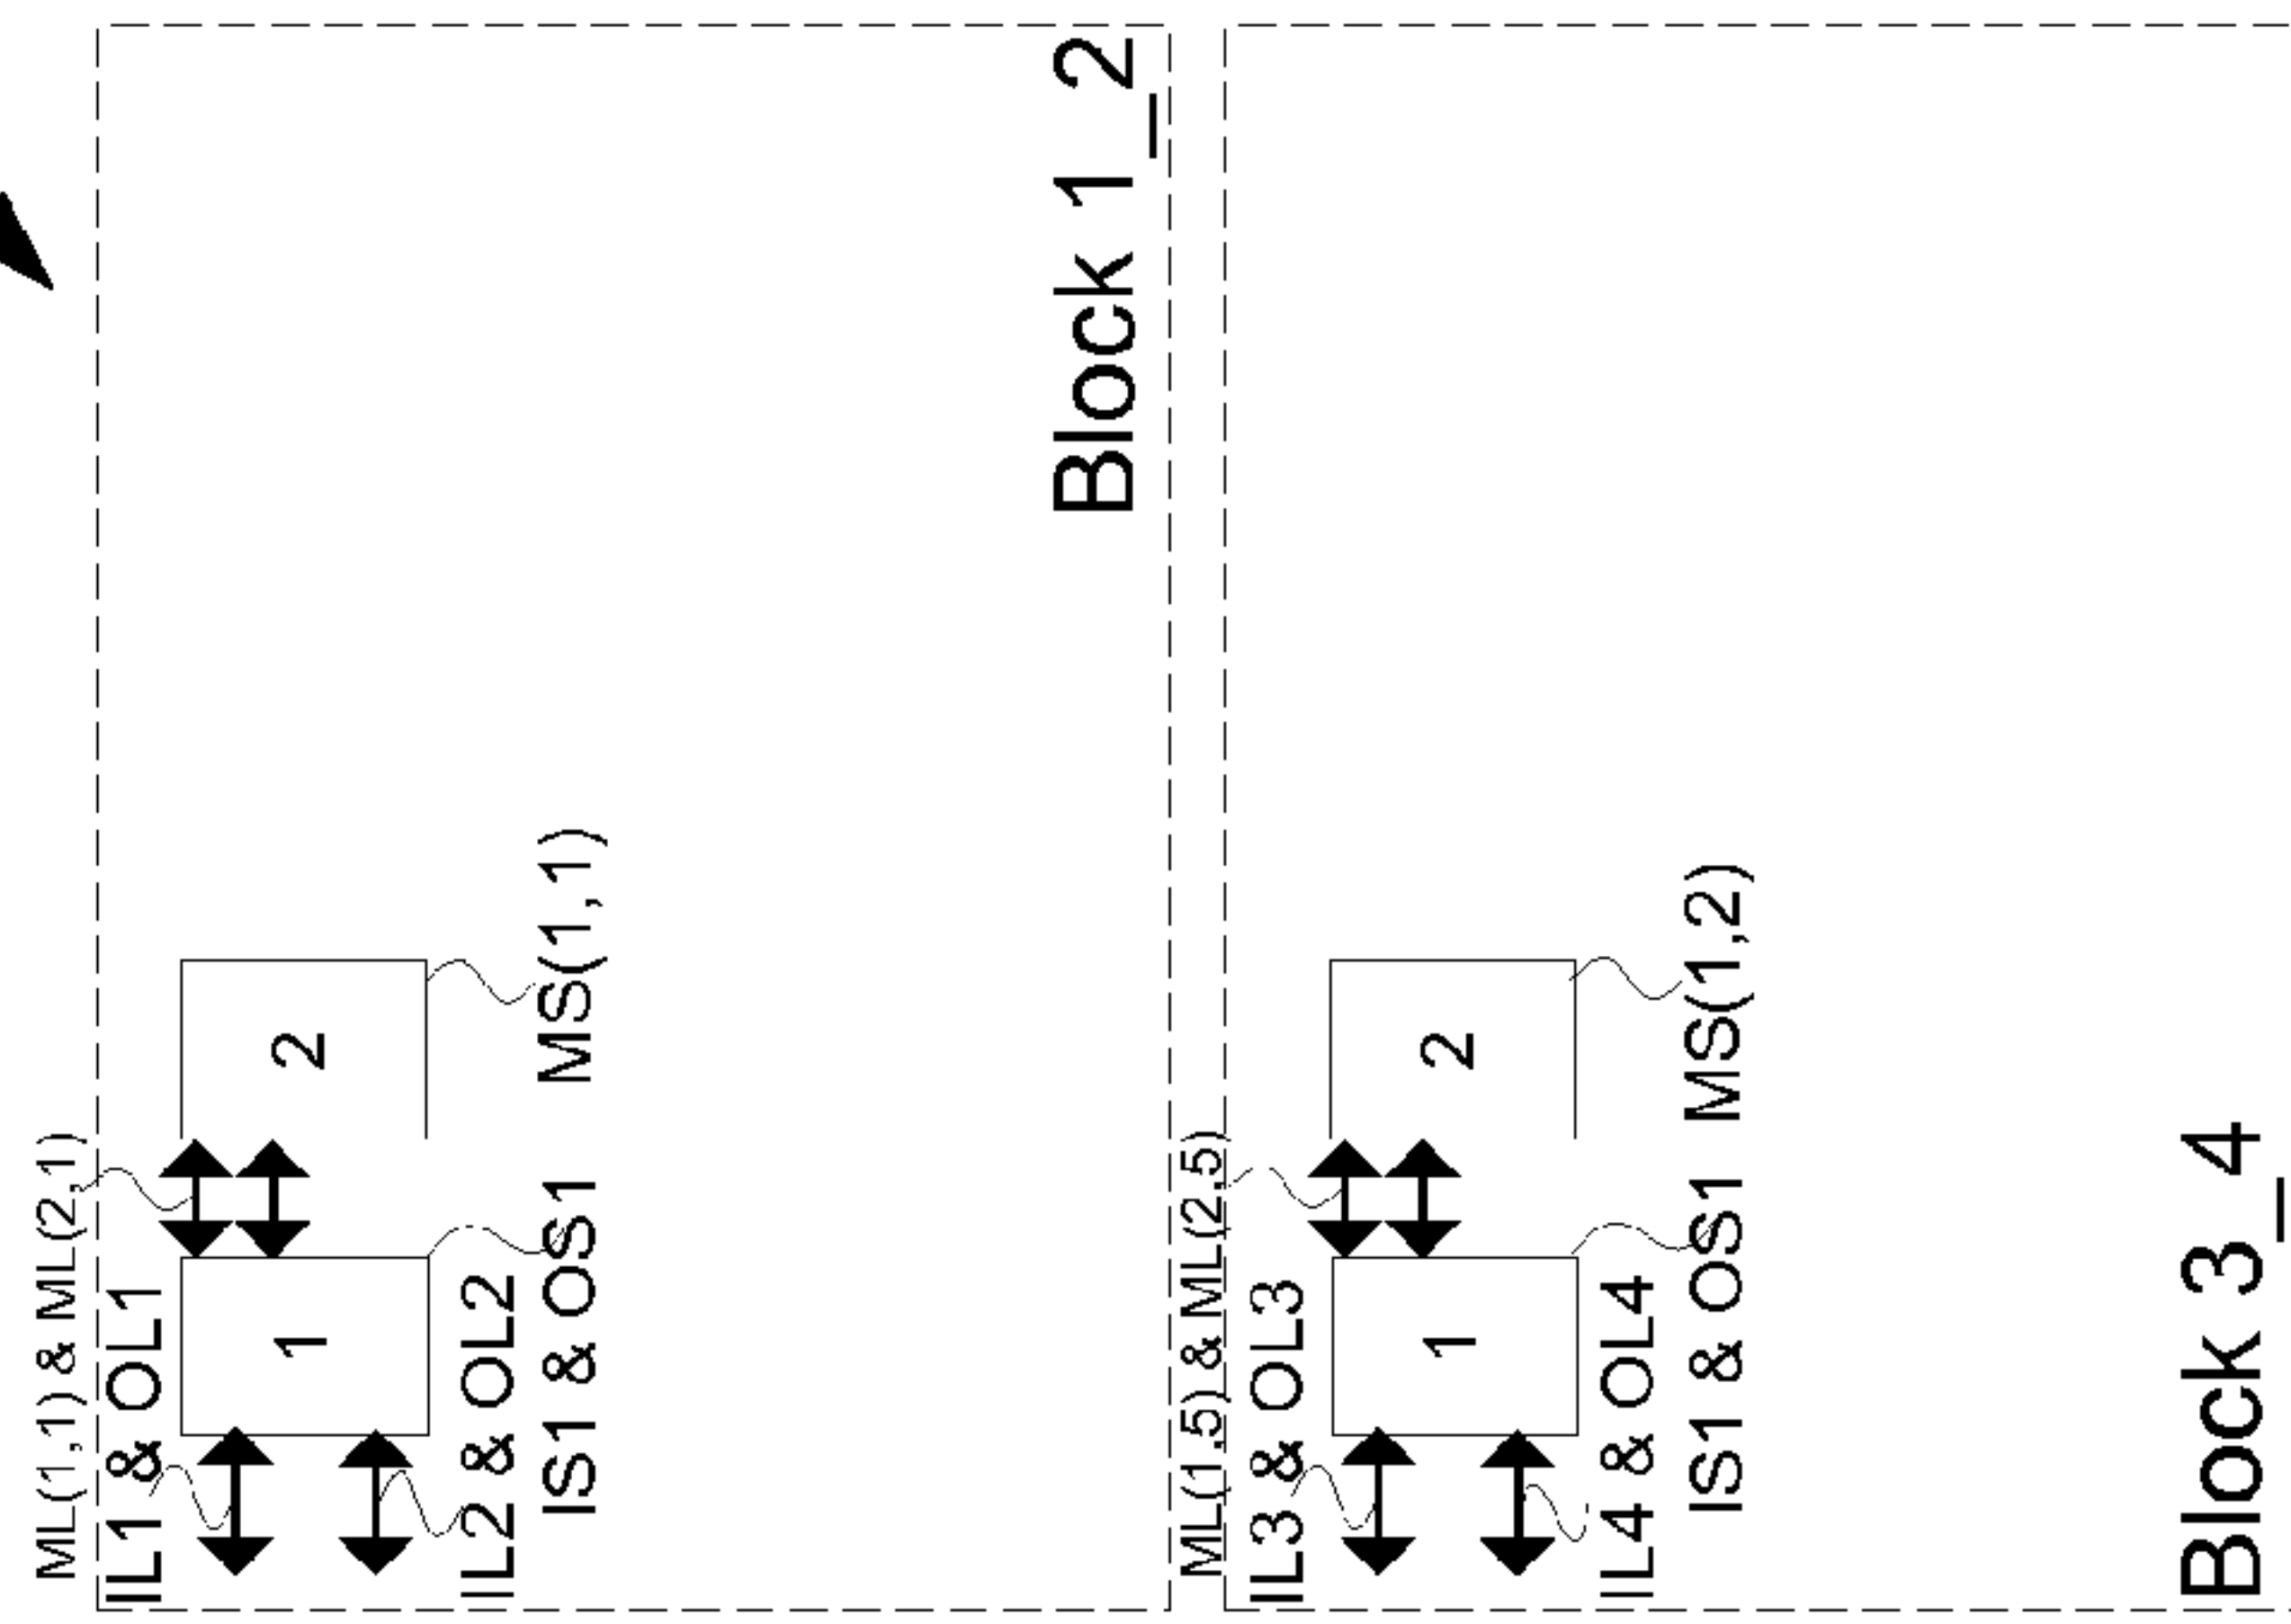 ML(1,1) & ML(2,1)
IL1 & OL1
1
2
IL2 & OL2
IS1 & OS1
MS(1,1)
Block 1_2
ML(1,5) & ML(2,5)
IL3 & OL3
1
2
IL4 & OL4
IS1 & OS1
MS(1,2)
Block 3_4